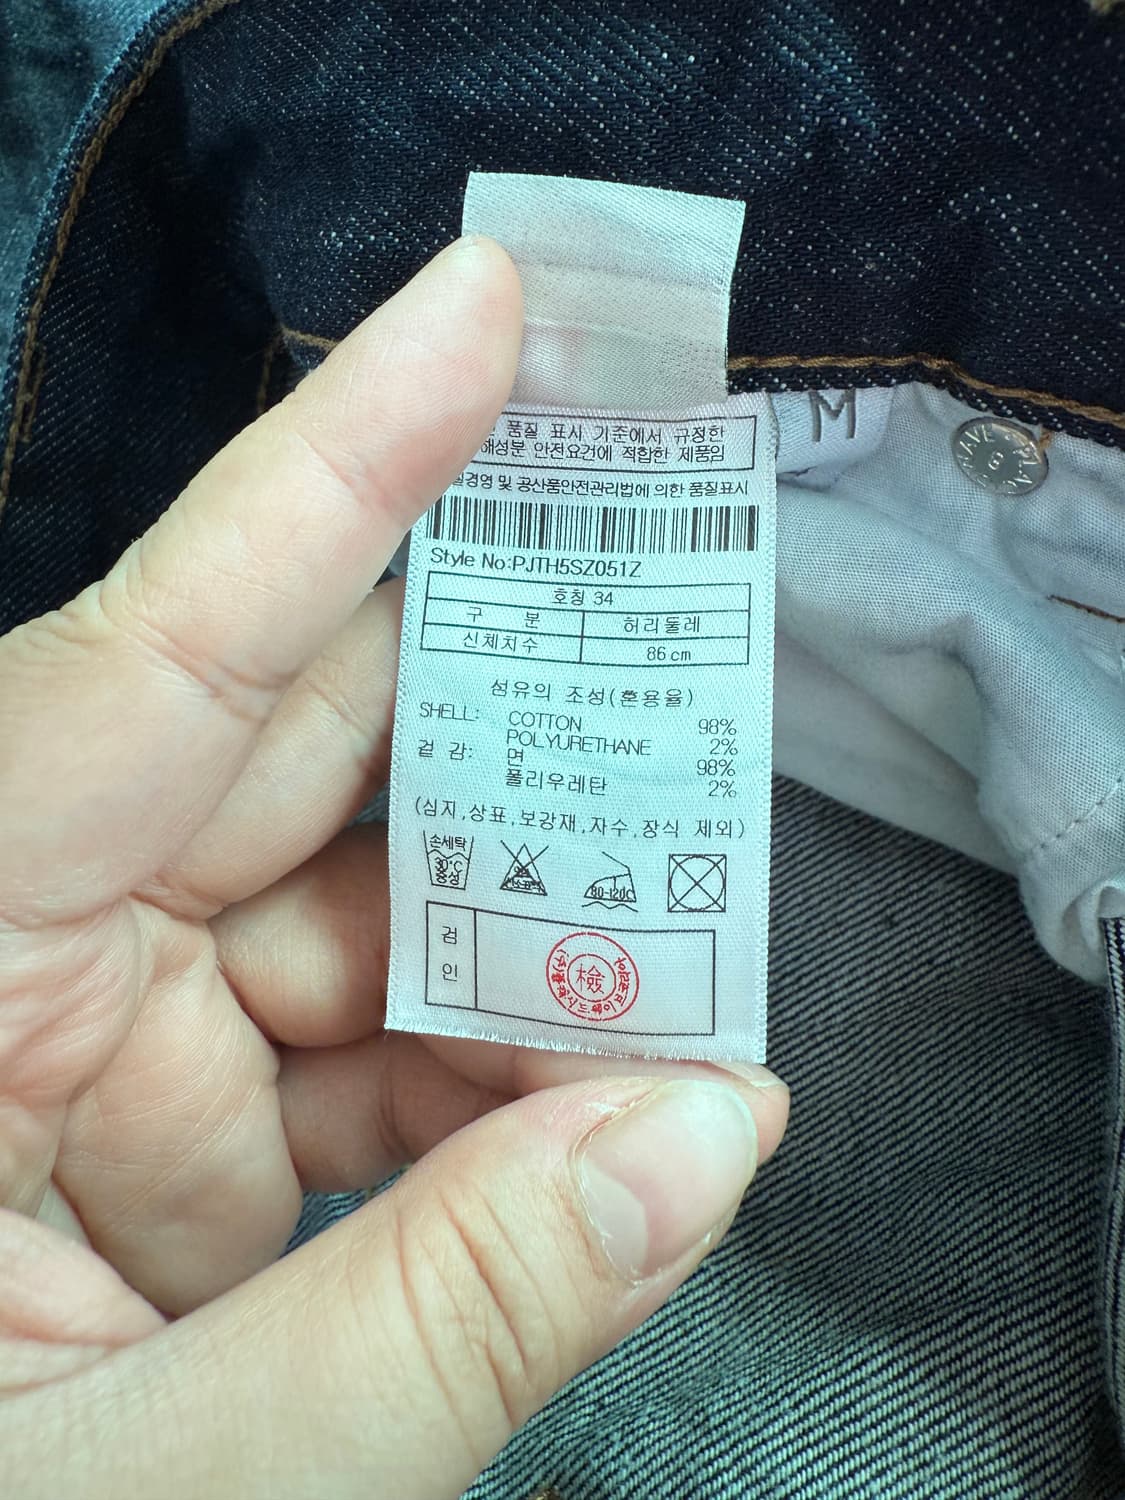 품질 표시 기준에서 규정한
해성분 안전요건에 적합한 제품임
경영 및 공산품안전관리법에 의한 품질표시
Style No:PJTH5SZ051Z
호칭 34
구 분 허리둘레
신체치수 86cm
섬유의 조성(혼용율)
SHELL: COTTON 98%
POLYURETHANE 2%
겉 감: 면 98%
폴리우레탄 2%
(심지,상표,보강재,자수,장식 제외)
손세탁
30°C
중성
80-120C
검
인
檢
M